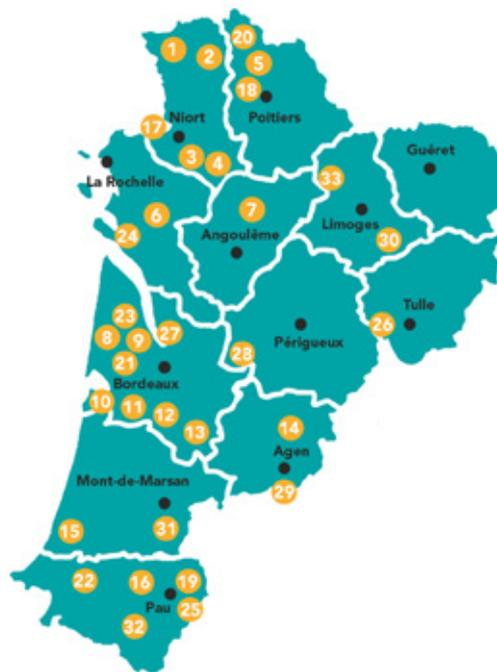 20
1
2
5
18
Niort
Poitiers
17
3
4
Guéret
La Rochelle
33
6
7
Limoges
24
Angoulême
30
23
Tulle
8
9
27
26
21
28
Périgueux
Bordeaux
10
11
12
13
14
Agen
Mont-de-Marsan
29
15
31
22
16
19
Pau
25
32